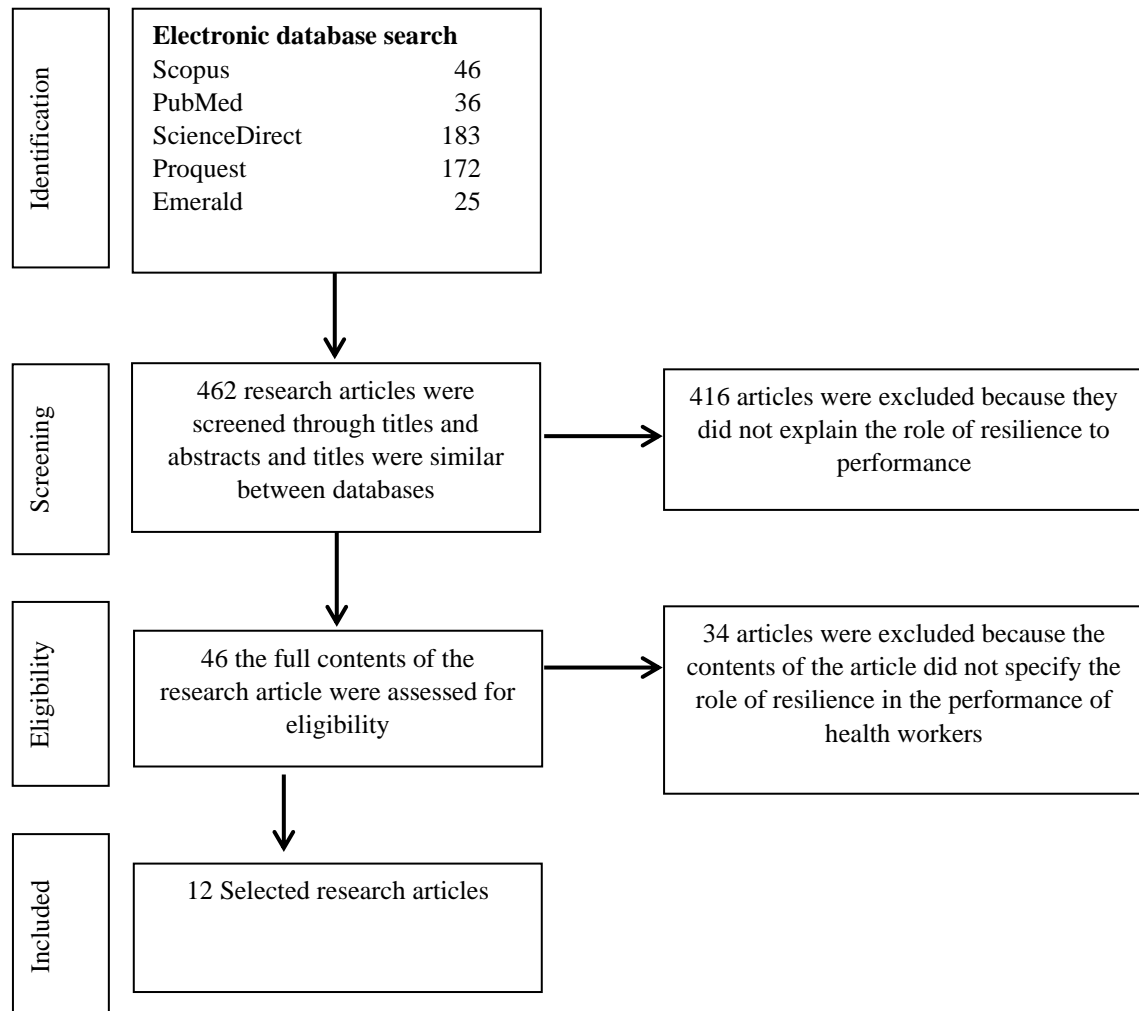 Identification
Electronic database search
Scopus 46
PubMed 36
ScienceDirect 183
Proquest 172
Emerald 25
Screening
462 research articles were
screened through titles and
abstracts and titles were similar
between databases
416 articles were excluded because they
did not explain the role of resilience to
performance
Eligibility
46 the full contents of the
research article were assessed for
eligibility
34 articles were excluded because the
contents of the article did not specify the
role of resilience in the performance of
health workers
Included
12 Selected research articles